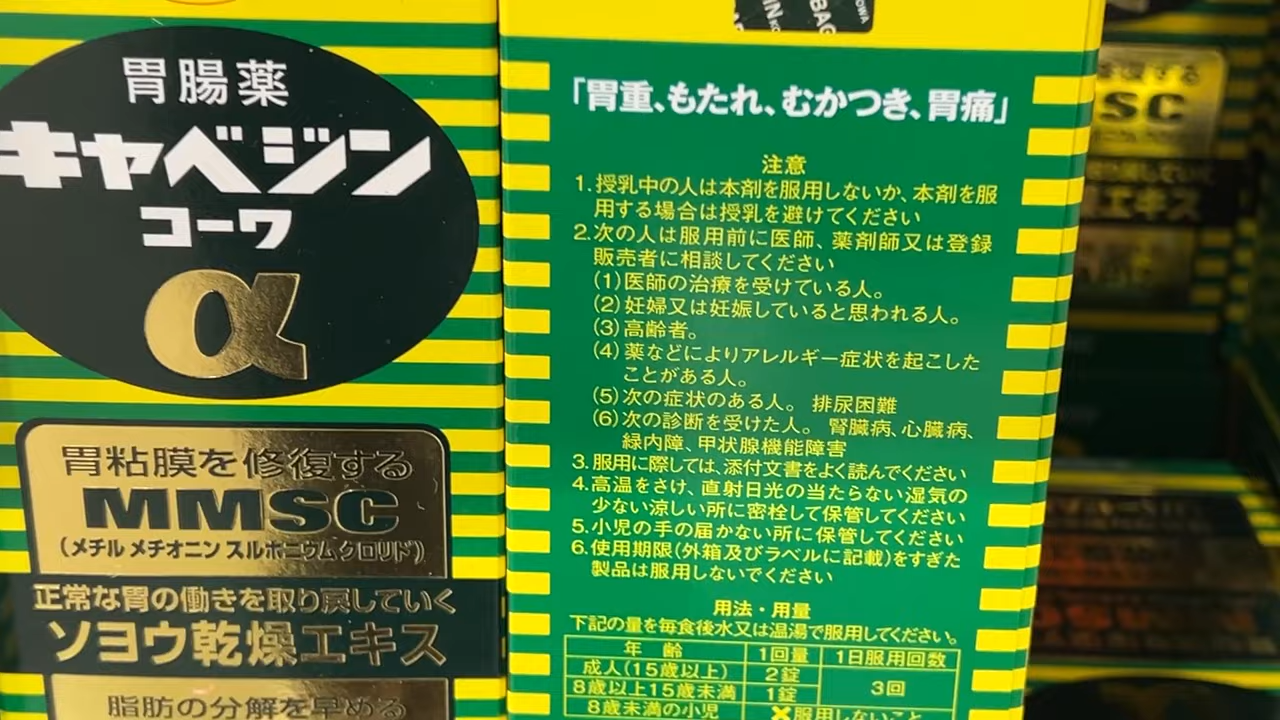 胃腸薬
キャベジン
コーワ
α
胃粘膜を修復する
MMSC
(メチル メチオニン スルホニウム クロリド)
正常な胃の働きを取り戻していく
ソヨウ乾燥エキス
脂肪の分解を早める
「胃重、もたれ、むかつき、胃痛」
注意
1.授乳中の人は本剤を服用しないか、本剤を服
用する場合は授乳を避けてください
2.次の人は服用前に医師、薬剤師又は登録
販売者に相談してください
(1)医師の治療を受けている人。
(2)妊婦又は妊娠していると思われる人。
(3)高齢者。
(4)薬などによりアレルギー症状を起こした
ことがある人。
(5)次の症状のある人。 排尿困難
(6)次の診断を受けた人。 腎臓病、心臓病、
緑内障、甲状腺機能障害
3.服用に際しては、添付文書をよく読んでください
4.高温をさけ、直射日光の当たらない湿気の
少ない涼しい所に密栓して保管してください
5.小児の手の届かない所に保管してください
6.使用期限(外箱及びラベルに記載)をすぎた
製品は服用しないでください
用法・用量
下記の量を毎食後水又は温湯で服用してください。
年 齢 1回量 1日服用回数
成人(15歳以上) 2錠 3回
8歳以上15歳未満 1錠
8歳未満の小児 ✖服用しないこと
修復する
SC
エキス